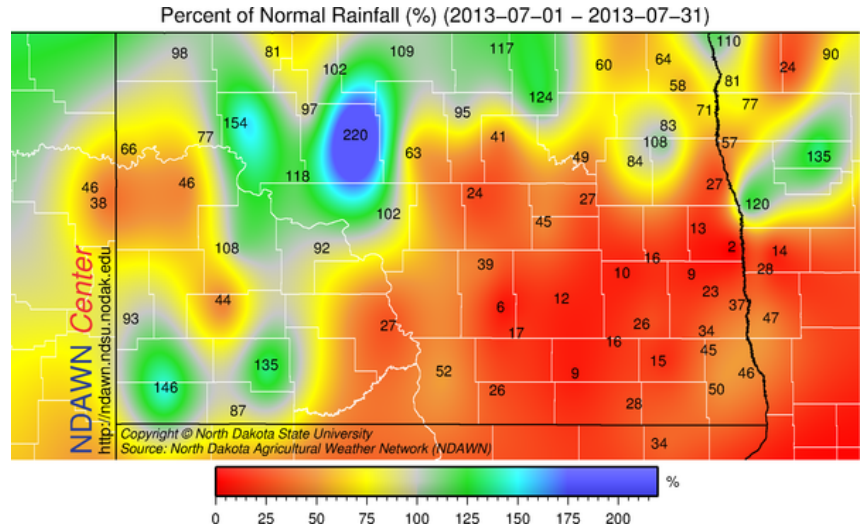 Percent of Normal Rainfall (%) (2013-07-01 – 2013-07-31)
98 81 102 109 117 60 64 110 24 90
58 81
154 97 220 95 124 71 77
66 77 63 41 83 108 57 135
49 84
118
46 46 24 27 27
38 102 45 120
108 92 13 2 14
39 16 28
10 9
44 6 12 23 37 47
93 27 17 26 34
16 45
146 135 52 9 15 46
87 26 28 50
34
NDAWN Center
http://ndawn.ndsu.nodak.edu
Copyright © North Dakota State University
Source: North Dakota Agricultural Weather Network (NDAWN)
%
0 25 50 75 100 125 150 175 200